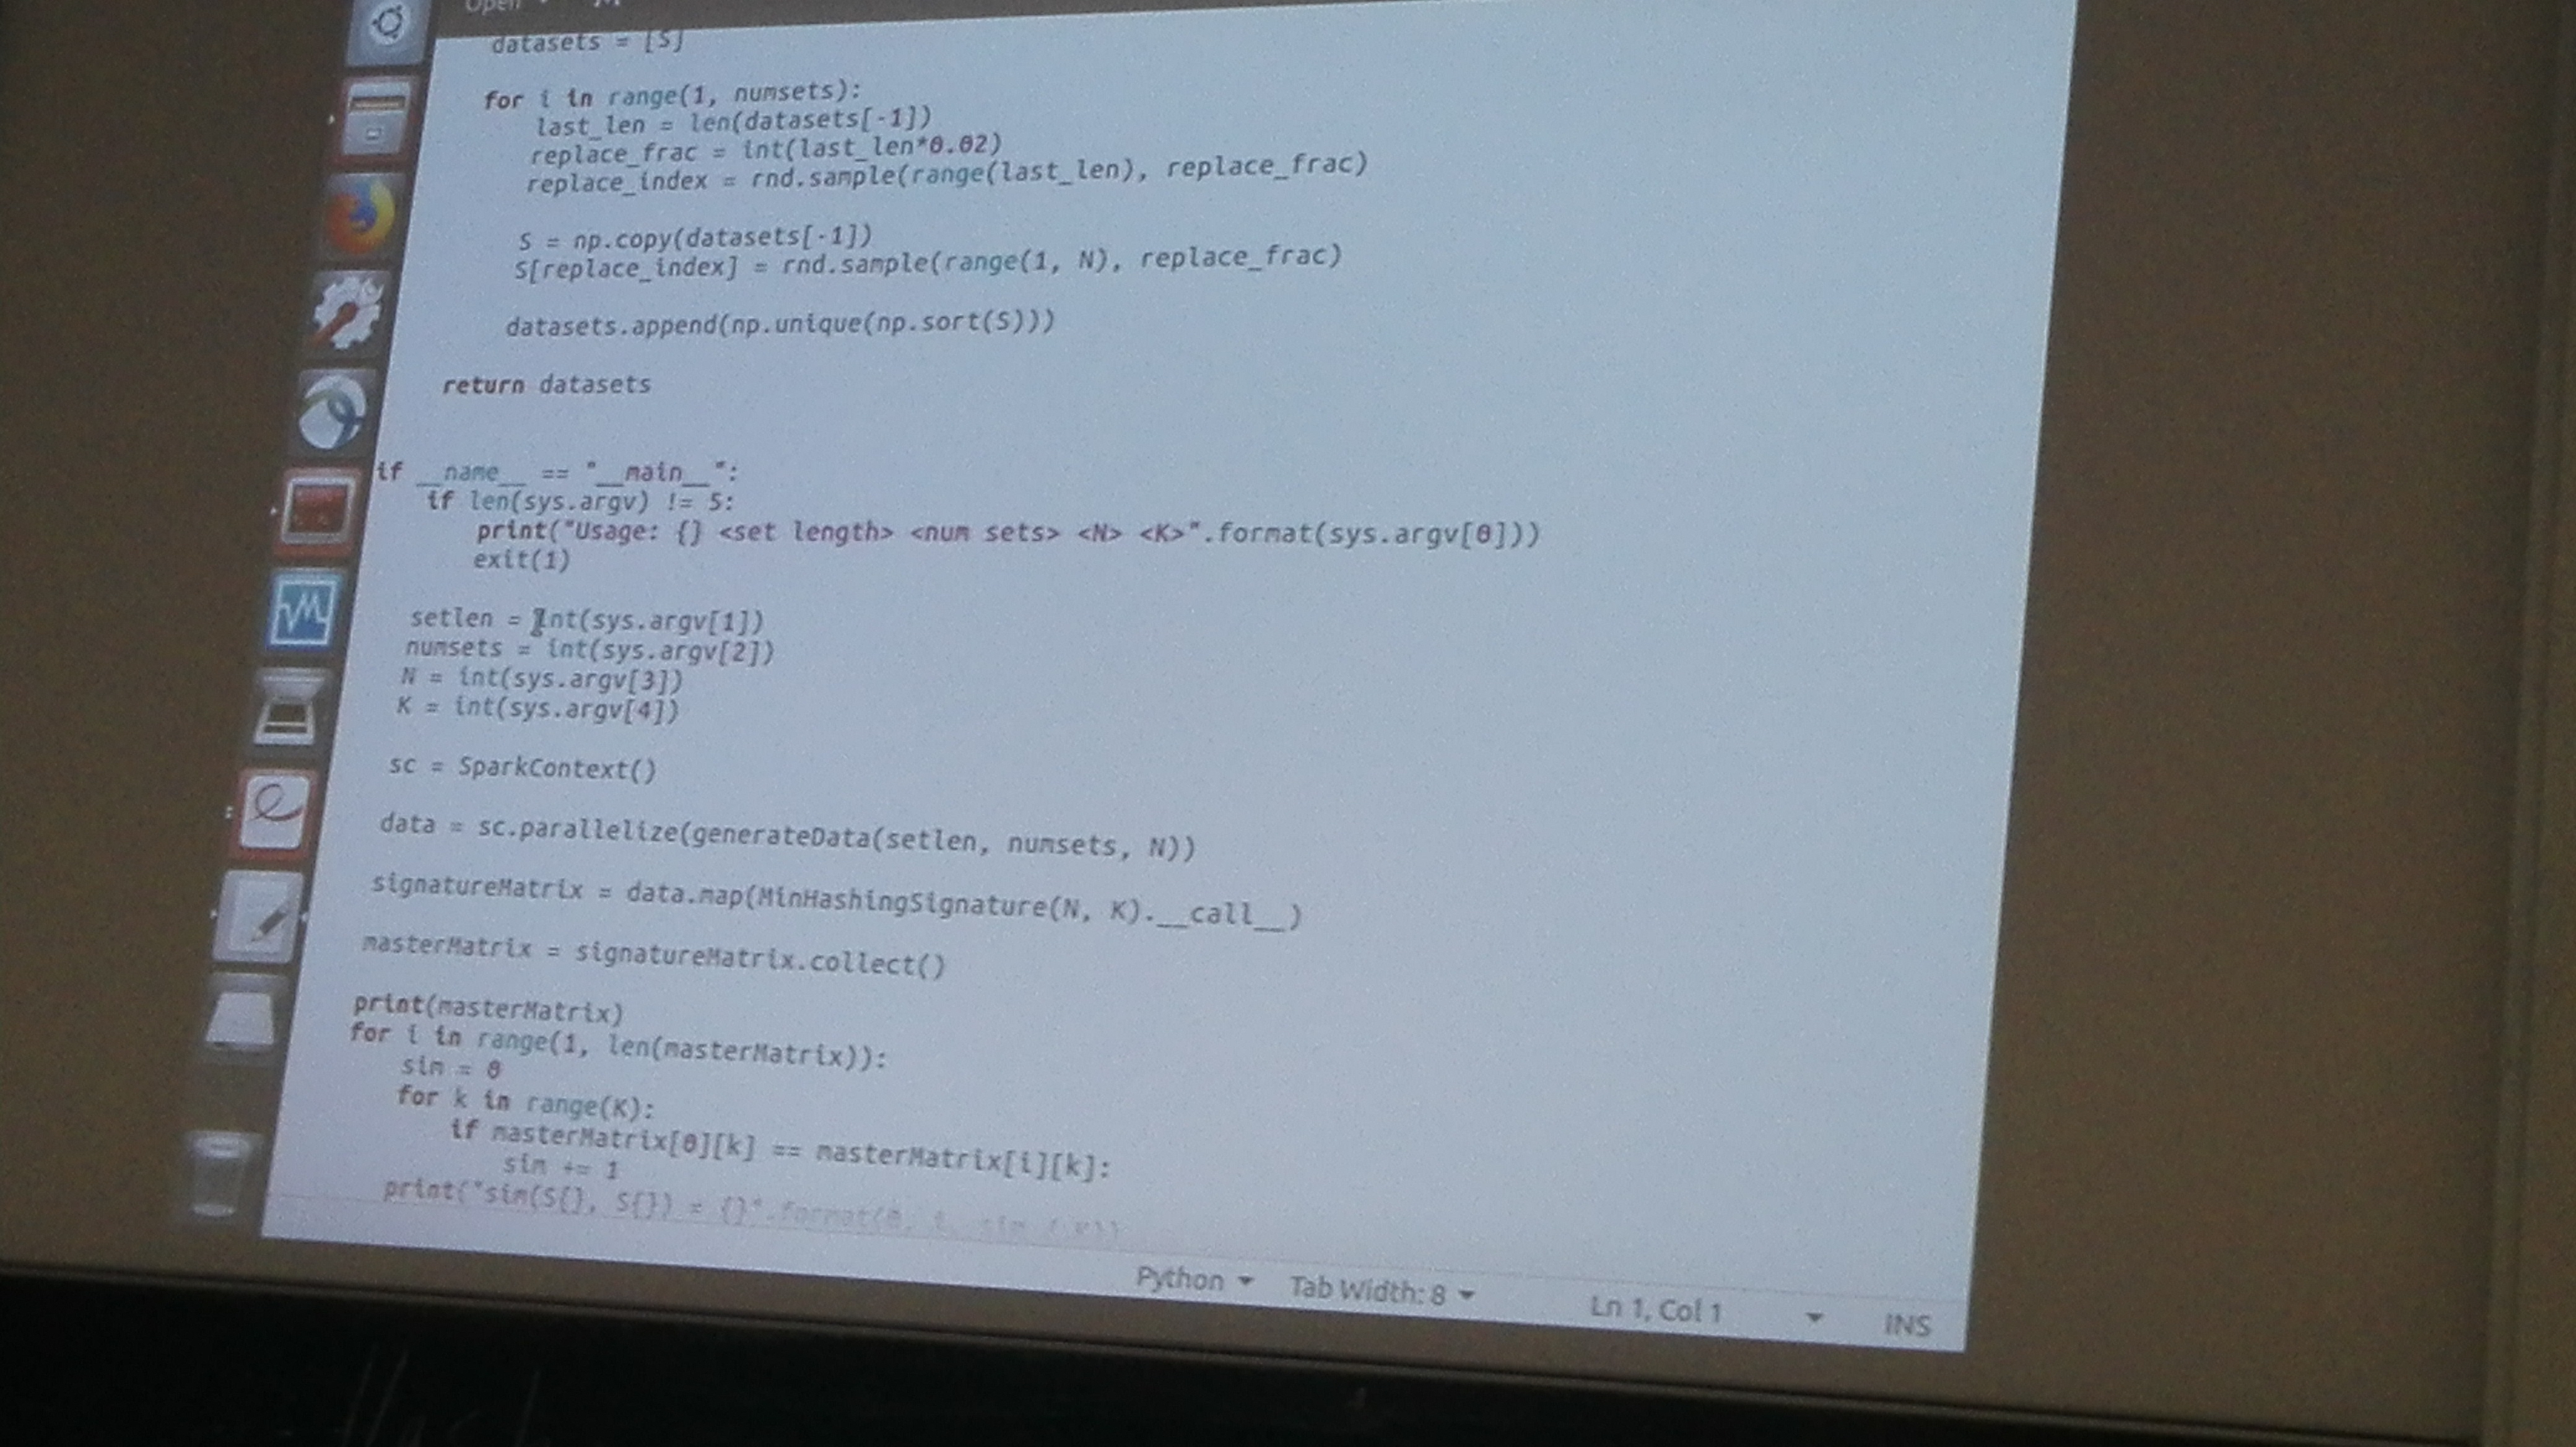 Open
datasets = [S]
for i in range(1, numsets):
last_len = len(datasets[-1])
replace_frac = int(last_len*0.02)
replace_index = rnd.sample(range(last_len), replace_frac)
S = np.copy(datasets[-1])
S[replace_index] = rnd.sample(range(1, N), replace_frac)
datasets.append(np.unique(np.sort(S)))
return datasets
if __name__ == "__main__":
if len(sys.argv) != 5:
print("Usage: {} <set length> <num sets> <N> <K>".format(sys.argv[0]))
exit(1)
setlen = int(sys.argv[1])
numsets = int(sys.argv[2])
N = int(sys.argv[3])
K = int(sys.argv[4])
sc = SparkContext()
data = sc.parallelize(generateData(setlen, numsets, N))
signatureMatrix = data.map(MinHashingSignature(N, K).__call__)
masterMatrix = signatureMatrix.collect()
print(masterMatrix)
for i in range(1, len(masterMatrix)):
sim = 0
for k in range(K):
if masterMatrix[0][k] == masterMatrix[i][k]:
sim += 1
print("sim(S{}, S{}) = {}".format(0, i, sim / K))
Python
Tab Width: 8
Ln 1, Col 1
INS